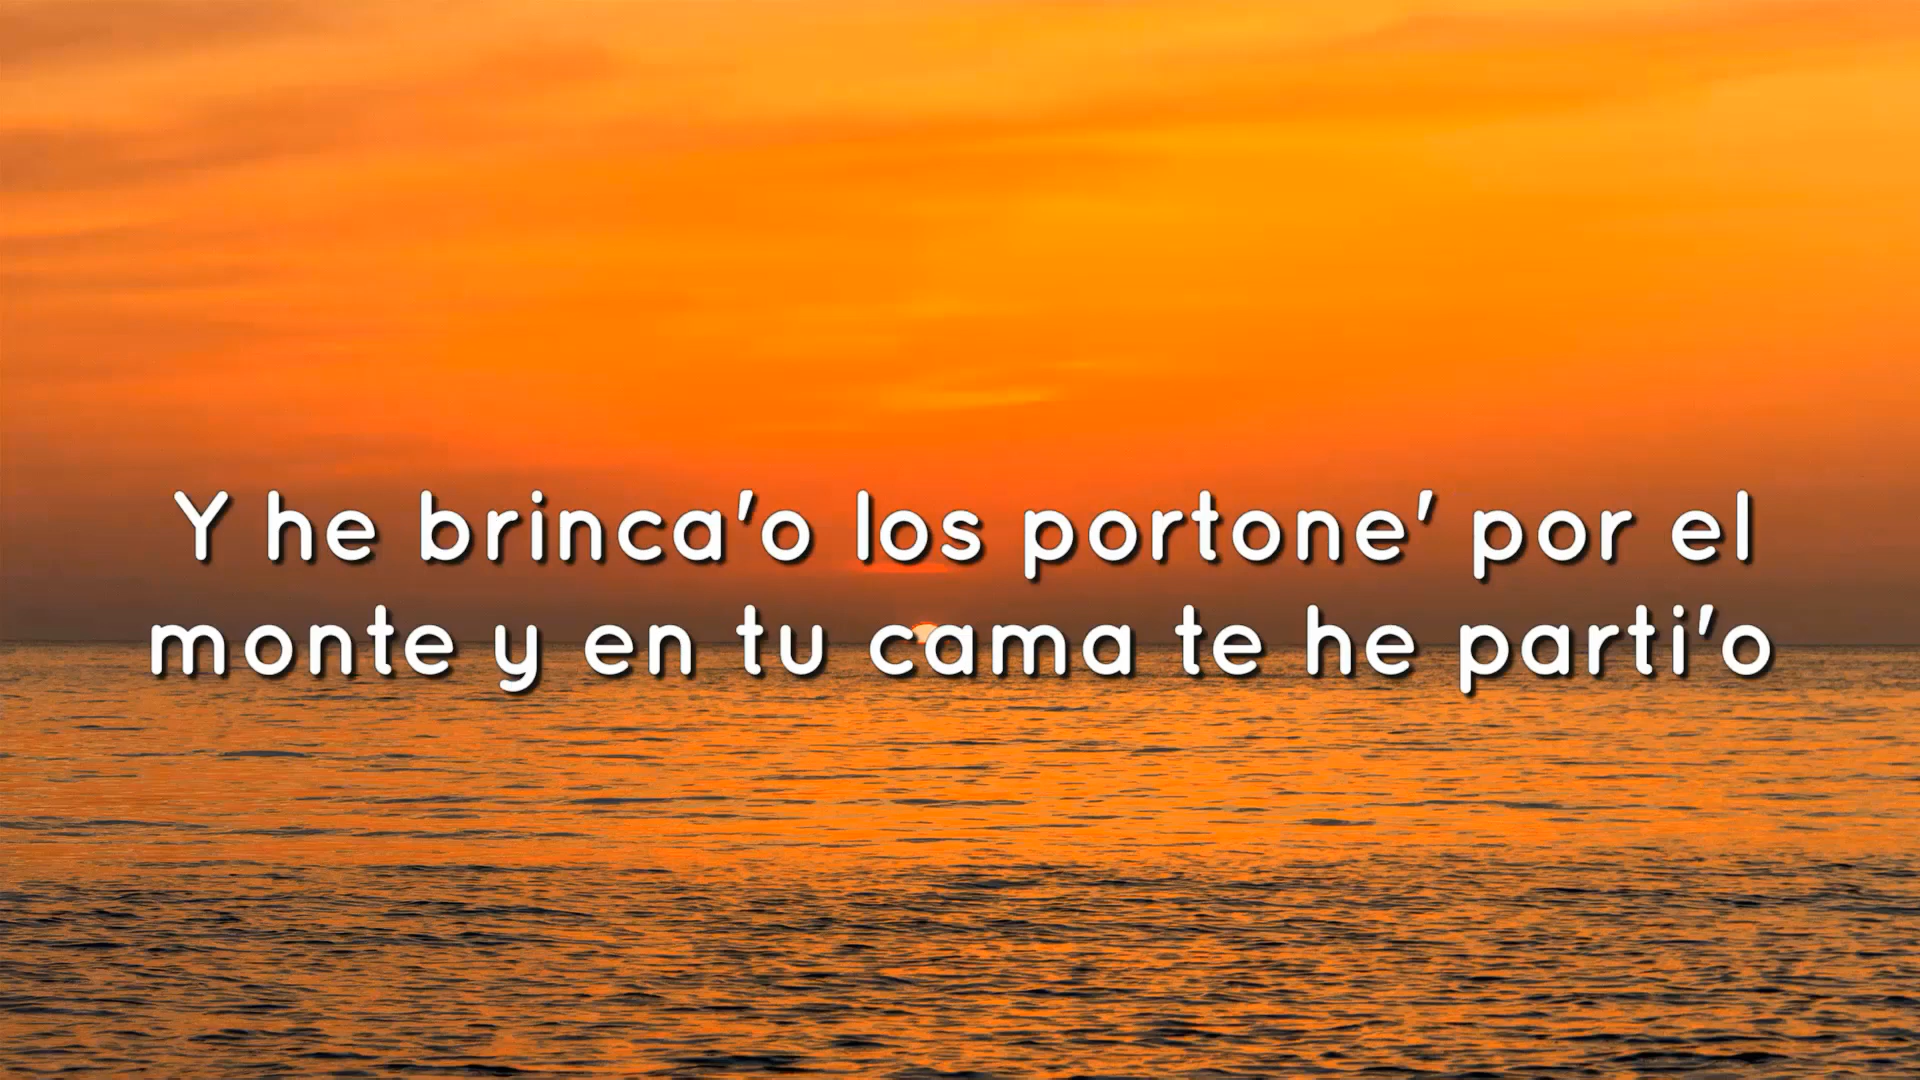 Y he brinca'o los portone' por el
monte y en tu cama te he parti'o